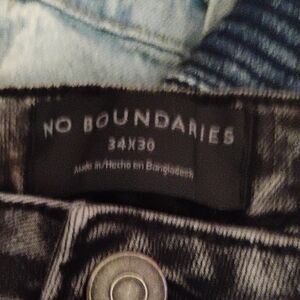 NO BOUNDARIES
34X30
Made in/Hecho en Bangladesh